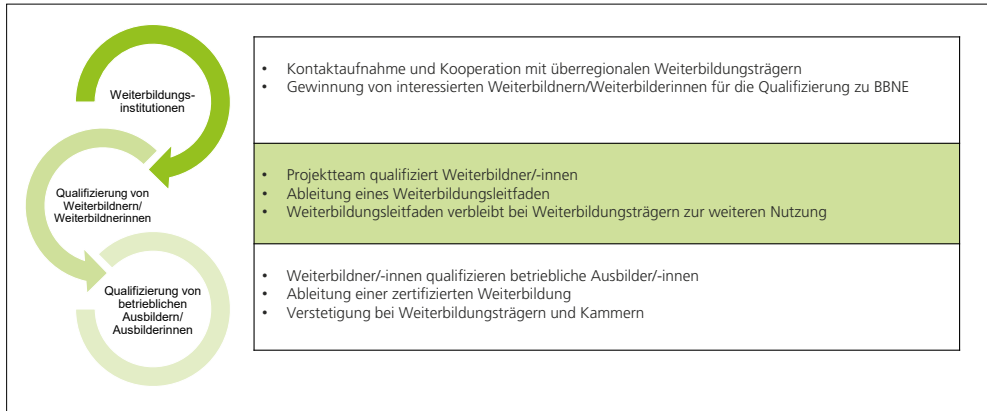 Weiterbildungs-
institutionen
• Kontaktaufnahme und Kooperation mit überregionalen Weiterbildungsträgern
• Gewinnung von interessierten Weiterbildnern/Weiterbilderinnen für die Qualifizierung zu BBNE
Qualifizierung von
Weiterbildnern/
Weiterbildnerinnen
• Projektteam qualifiziert Weiterbildner/-innen
• Ableitung eines Weiterbildungsleitfaden
• Weiterbildungsleitfaden verbleibt bei Weiterbildungsträgern zur weiteren Nutzung
Qualifizierung von
betrieblichen
Ausbildern/
Ausbilderinnen
• Weiterbildner/-innen qualifizieren betriebliche Ausbilder/-innen
• Ableitung einer zertifizierten Weiterbildung
• Verstetigung bei Weiterbildungsträgern und Kammern